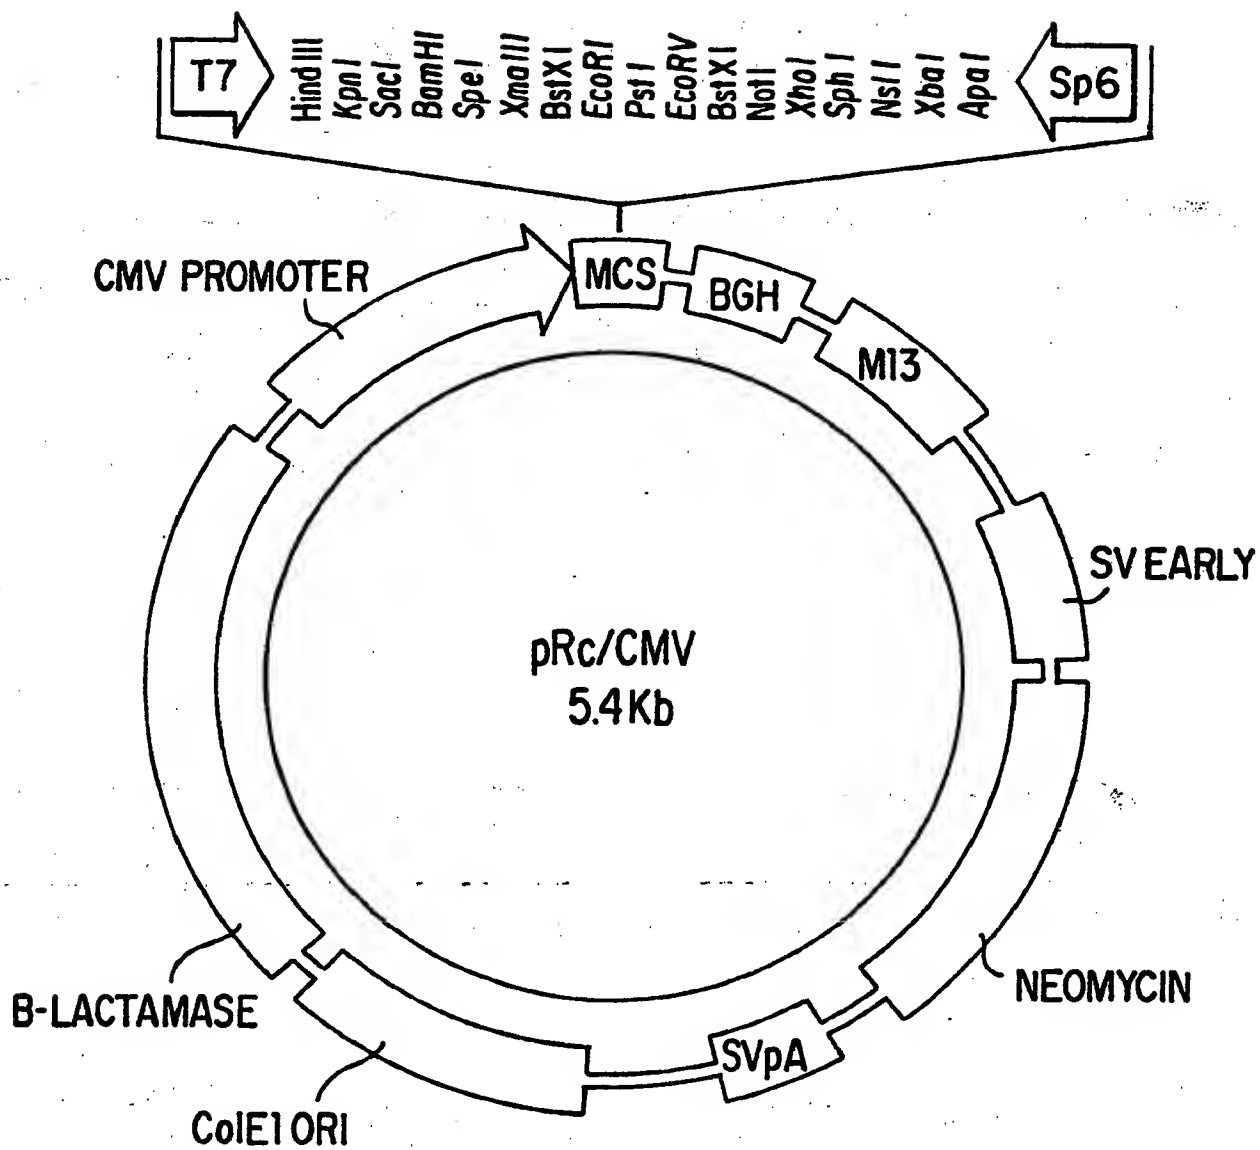 T7
HindIII
KpnI
SacI
BamHI
SpeI
XmaIII
BstXI
EcoRI
PstI
EcoRV
BstXI
NotI
XhoI
SphI
NsiI
XbaI
ApaI
Sp6
CMV PROMOTER
MCS
BGH
M13
SV EARLY
pRc/CMV
5.4Kb
NEOMYCIN
B-LACTAMASE
SVpA
ColE1 ORI